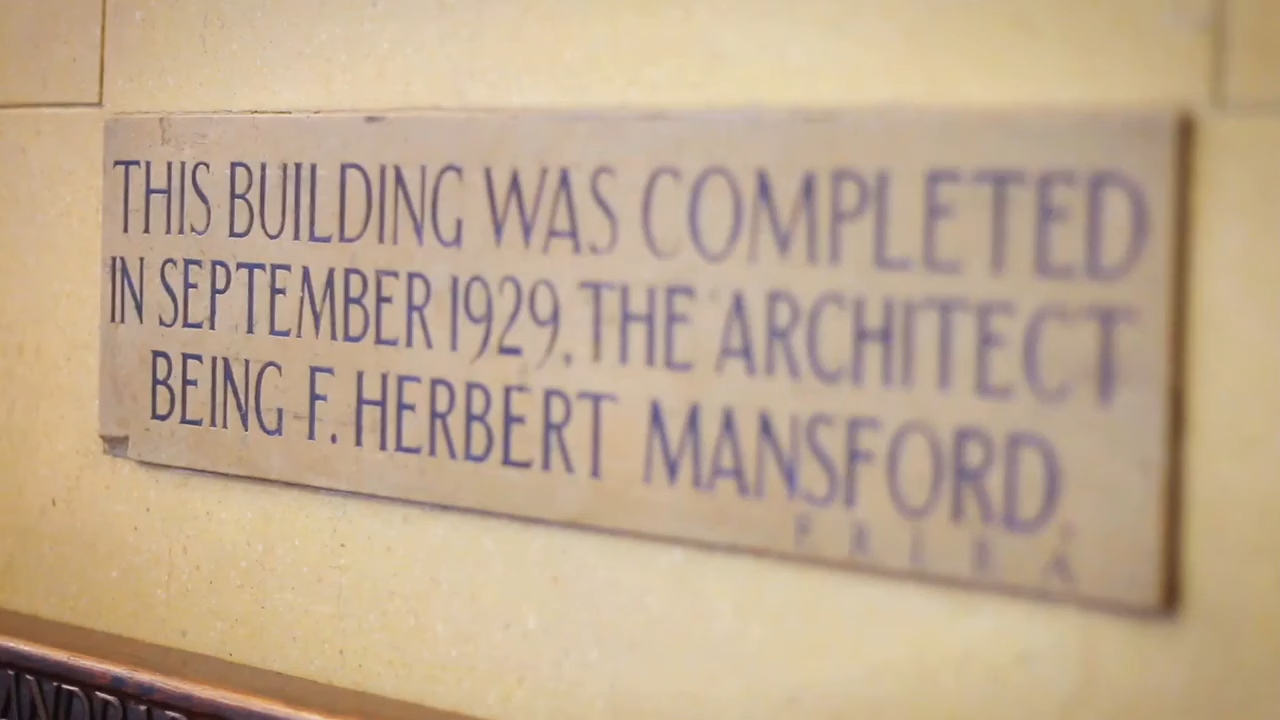 THIS BUILDING WAS COMPLETED
IN SEPTEMBER 1929. THE ARCHITECT
BEING F. HERBERT MANSFORD,
F R I B A